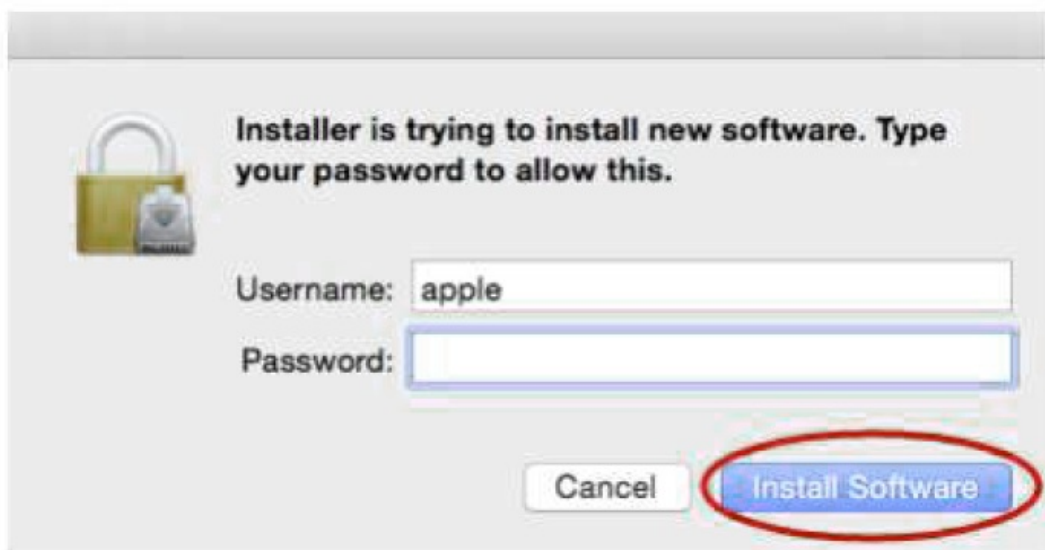 Installer is trying to install new software. Type
your password to allow this.
Username: apple
Password:
Cancel Install Software